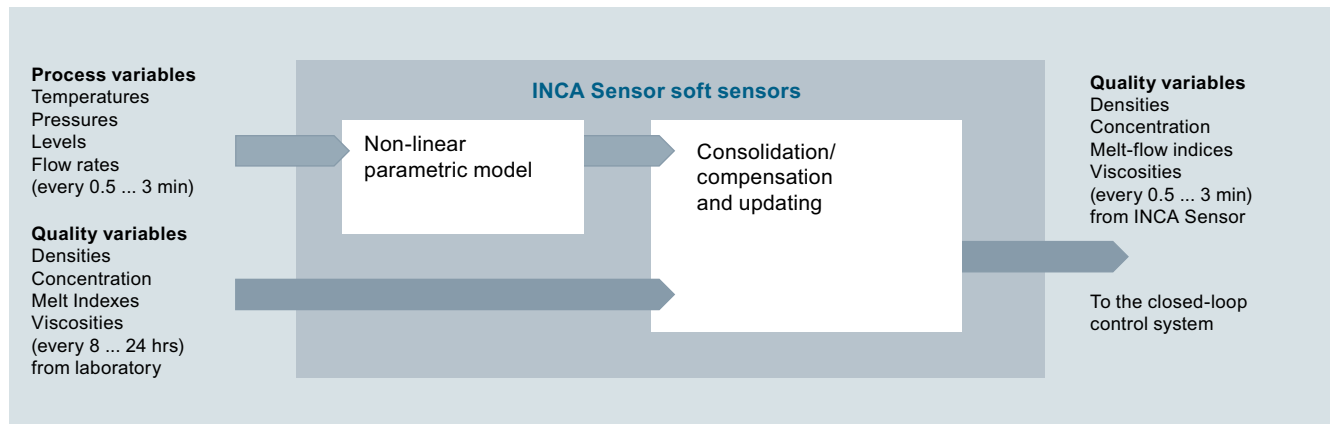 Process variables
Temperatures
Pressures
Levels
Flow rates
(every 0.5 ... 3 min)
Quality variables
Densities
Concentration
Melt Indexes
Viscosities
(every 8 ... 24 hrs)
from laboratory
INCA Sensor soft sensors
Non-linear
parametric model
Consolidation/
compensation
and updating
Quality variables
Densities
Concentration
Melt-flow indices
Viscosities
(every 0.5 ... 3 min)
from INCA Sensor
To the closed-loop
control system